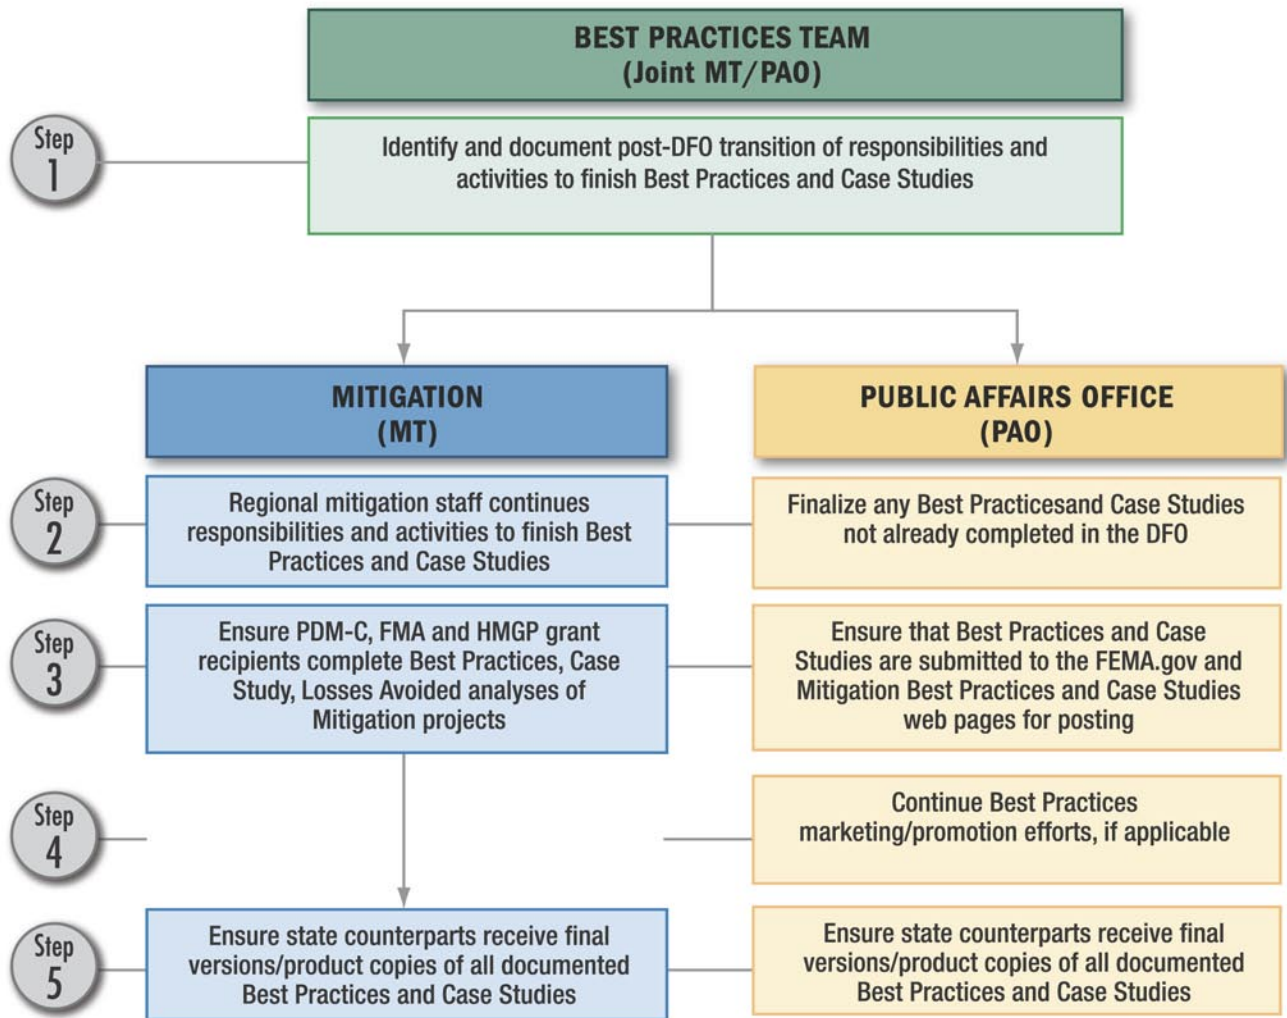 BEST PRACTICES TEAM
(Joint MT/PAO)
Step
1
Identify and document post-DFO transition of responsibilities and
activities to finish Best Practices and Case Studies
MITIGATION
(MT)
PUBLIC AFFAIRS OFFICE
(PAO)
Step
2
Regional mitigation staff continues
responsibilities and activities to finish Best
Practices and Case Studies
Finalize any Best Practicesand Case Studies
not already completed in the DFO
Step
3
Ensure PDM-C, FMA and HMGP grant
recipients complete Best Practices, Case
Study, Losses Avoided analyses of
Mitigation projects
Ensure that Best Practices and Case
Studies are submitted to the FEMA.gov and
Mitigation Best Practices and Case Studies
web pages for posting
Step
4
Continue Best Practices
marketing/promotion efforts, if applicable
Step
5
Ensure state counterparts receive final
versions/product copies of all documented
Best Practices and Case Studies
Ensure state counterparts receive final
versions/product copies of all documented
Best Practices and Case Studies